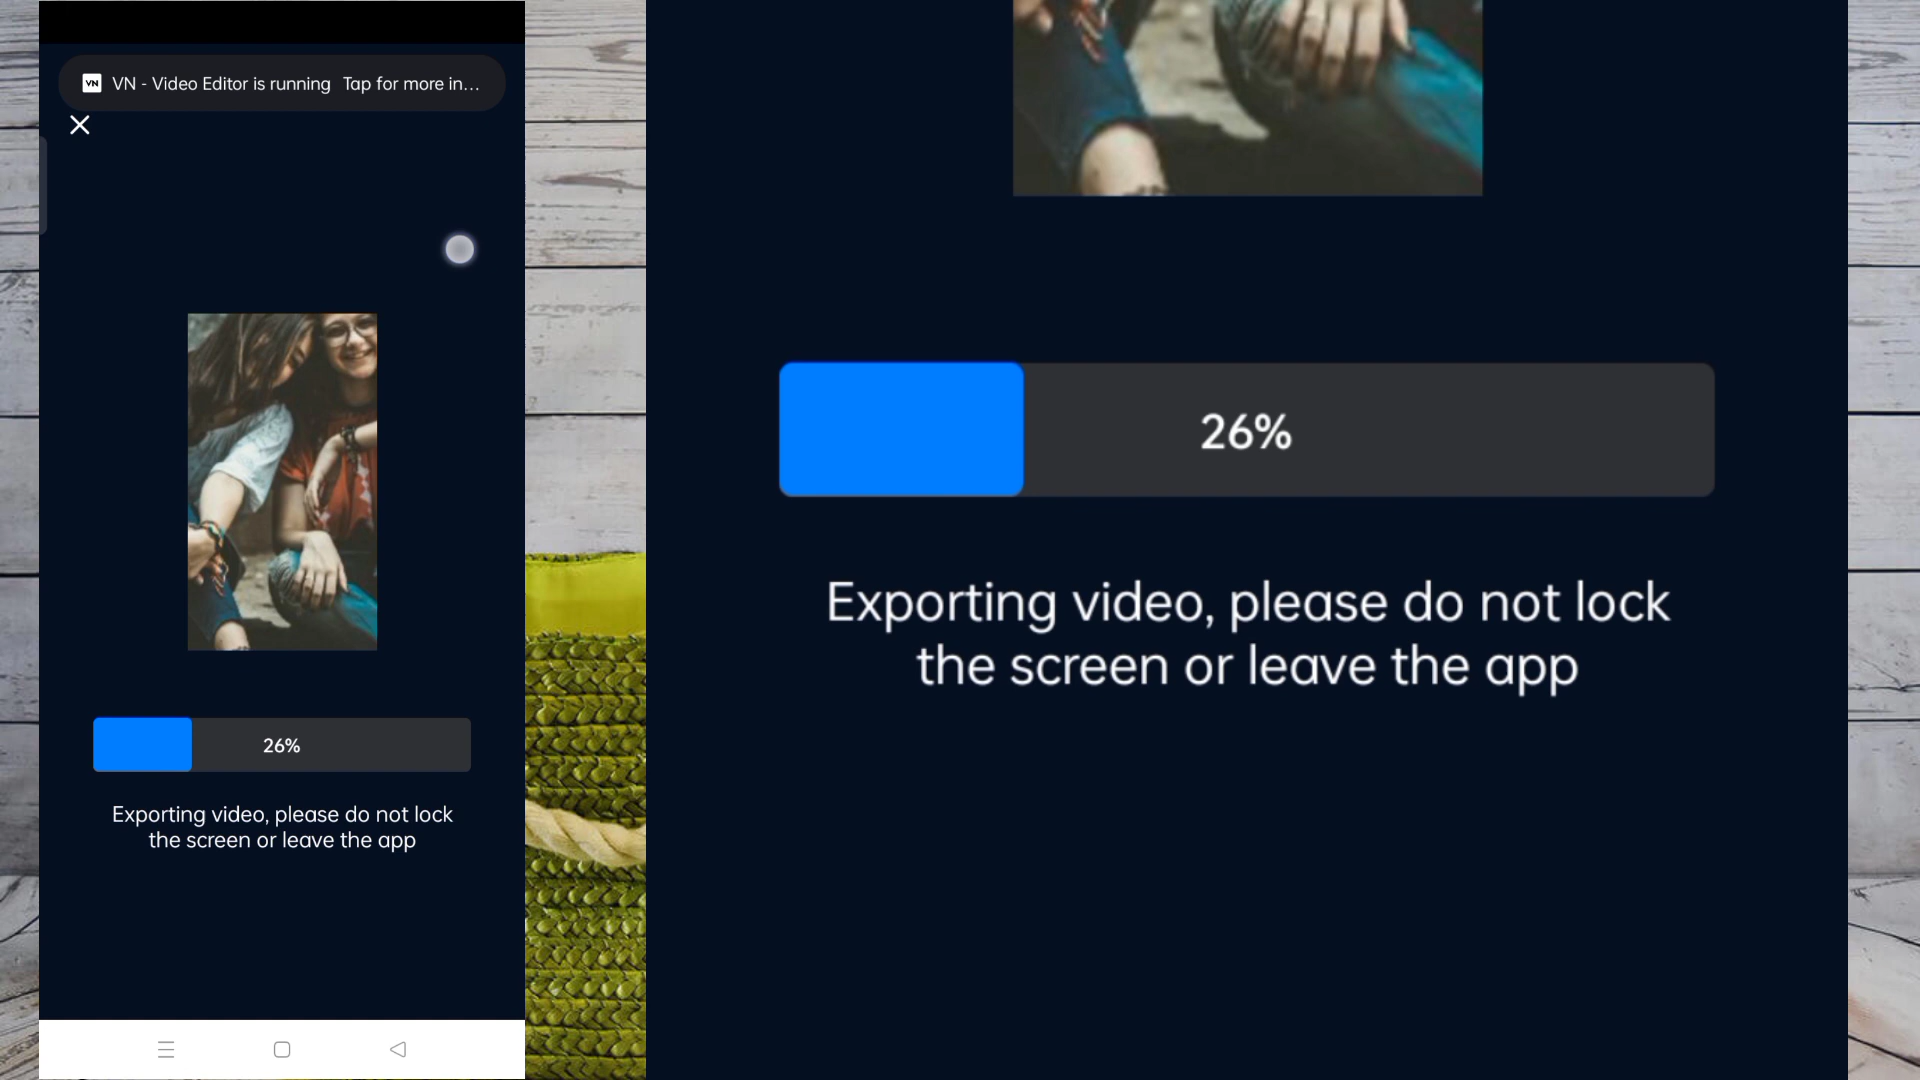 VN VN - Video Editor is running Tap for more in...
26%
Exporting video, please do not lock
the screen or leave the app
26%
Exporting video, please do not lock
the screen or leave the app